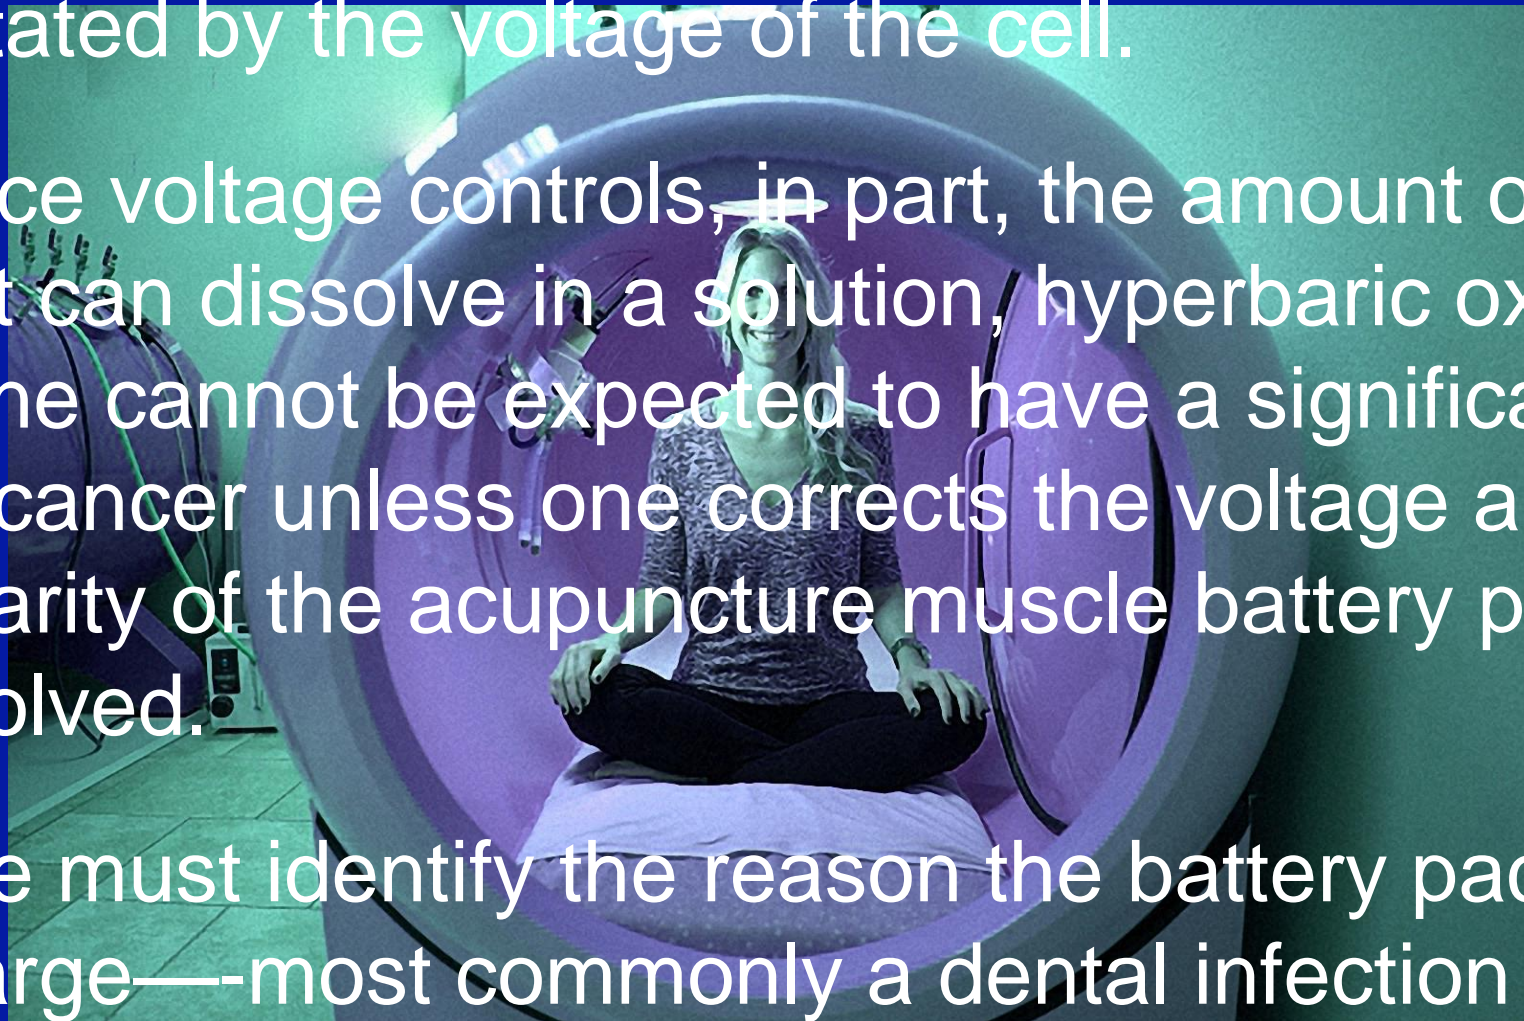 tated by the voltage of the cell.
ce voltage controls, in part, the amount o
t can dissolve in a solution, hyperbaric ox
ne cannot be expected to have a significa
cancer unless one corrects the voltage a
arity of the acupuncture muscle battery p
olved.
e must identify the reason the battery pac
arge—-most commonly a dental infection